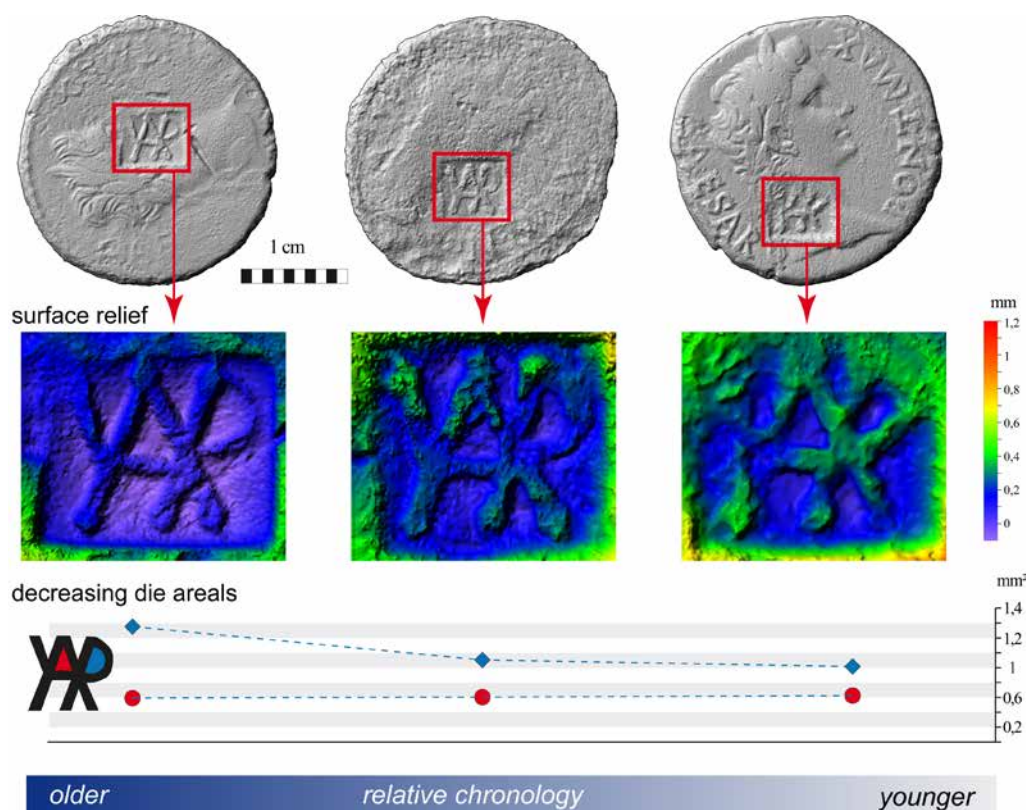 1 cm
surface relief
mm
1,2
1
0,8
0,6
0,4
0,2
0
decreasing die areals
mm²
1,4
1,2
1
0,6
0,2
older
relative chronology
younger